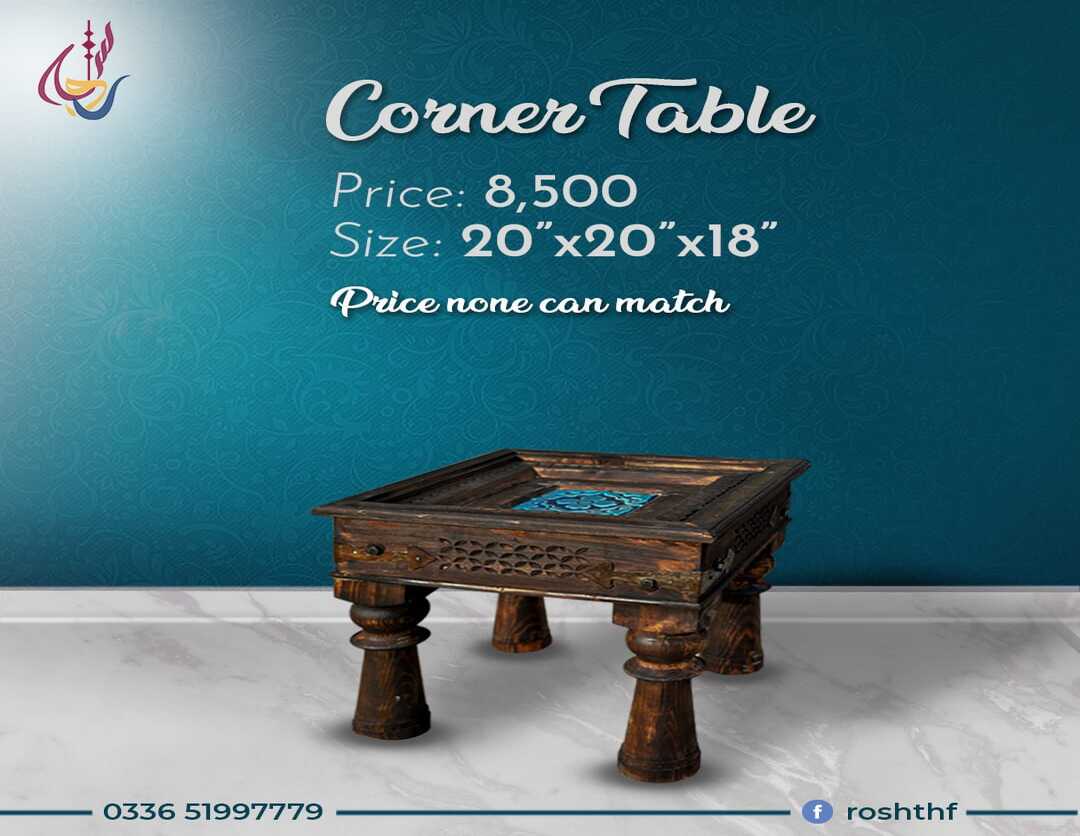 Corner Table
Price: 8,500
Size: 20”x20”x18”
Price none can match
0336 51997779
f roshthf